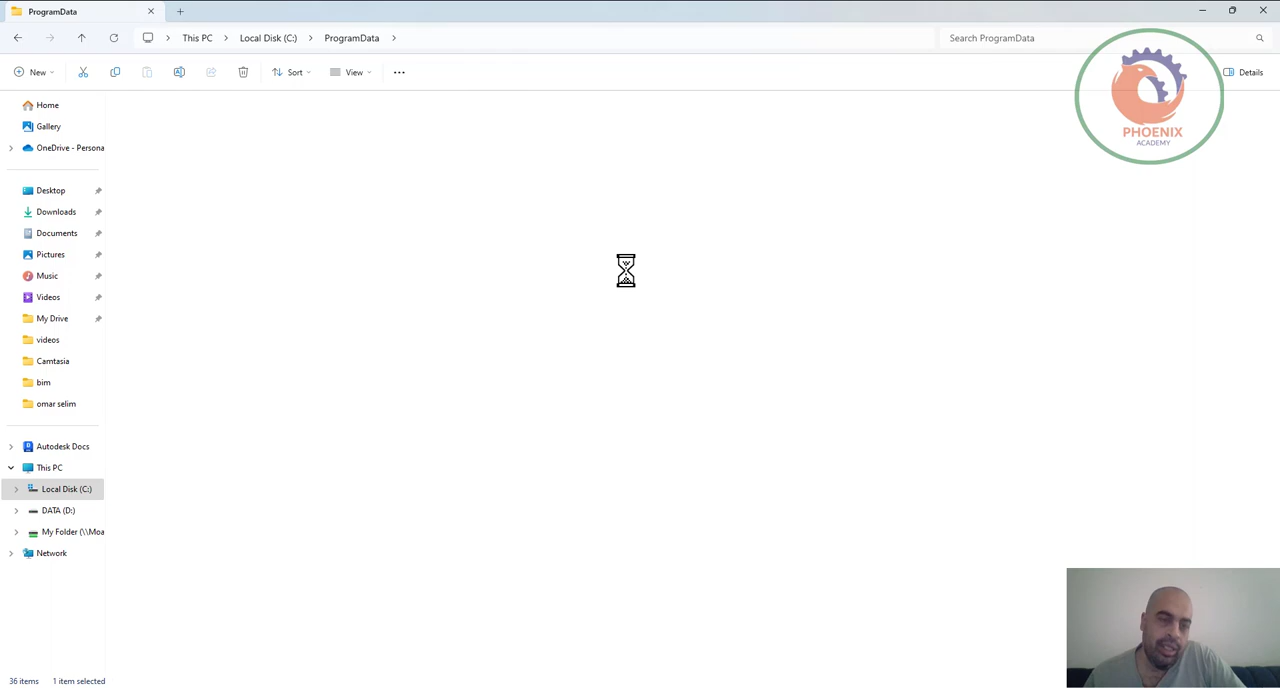 ProgramData
This PC
Local Disk (C:)
ProgramData
Search ProgramData
New
Sort
View
Details
Home
Gallery
OneDrive - Persona
Desktop
Downloads
Documents
Pictures
Music
Videos
My Drive
videos
Camtasia
bim
omar selim
Autodesk Docs
This PC
Local Disk (C:)
DATA (D:)
My Folder (\\Moa
Network
36 items
1 item selected
PHOENIX
ACADEMY